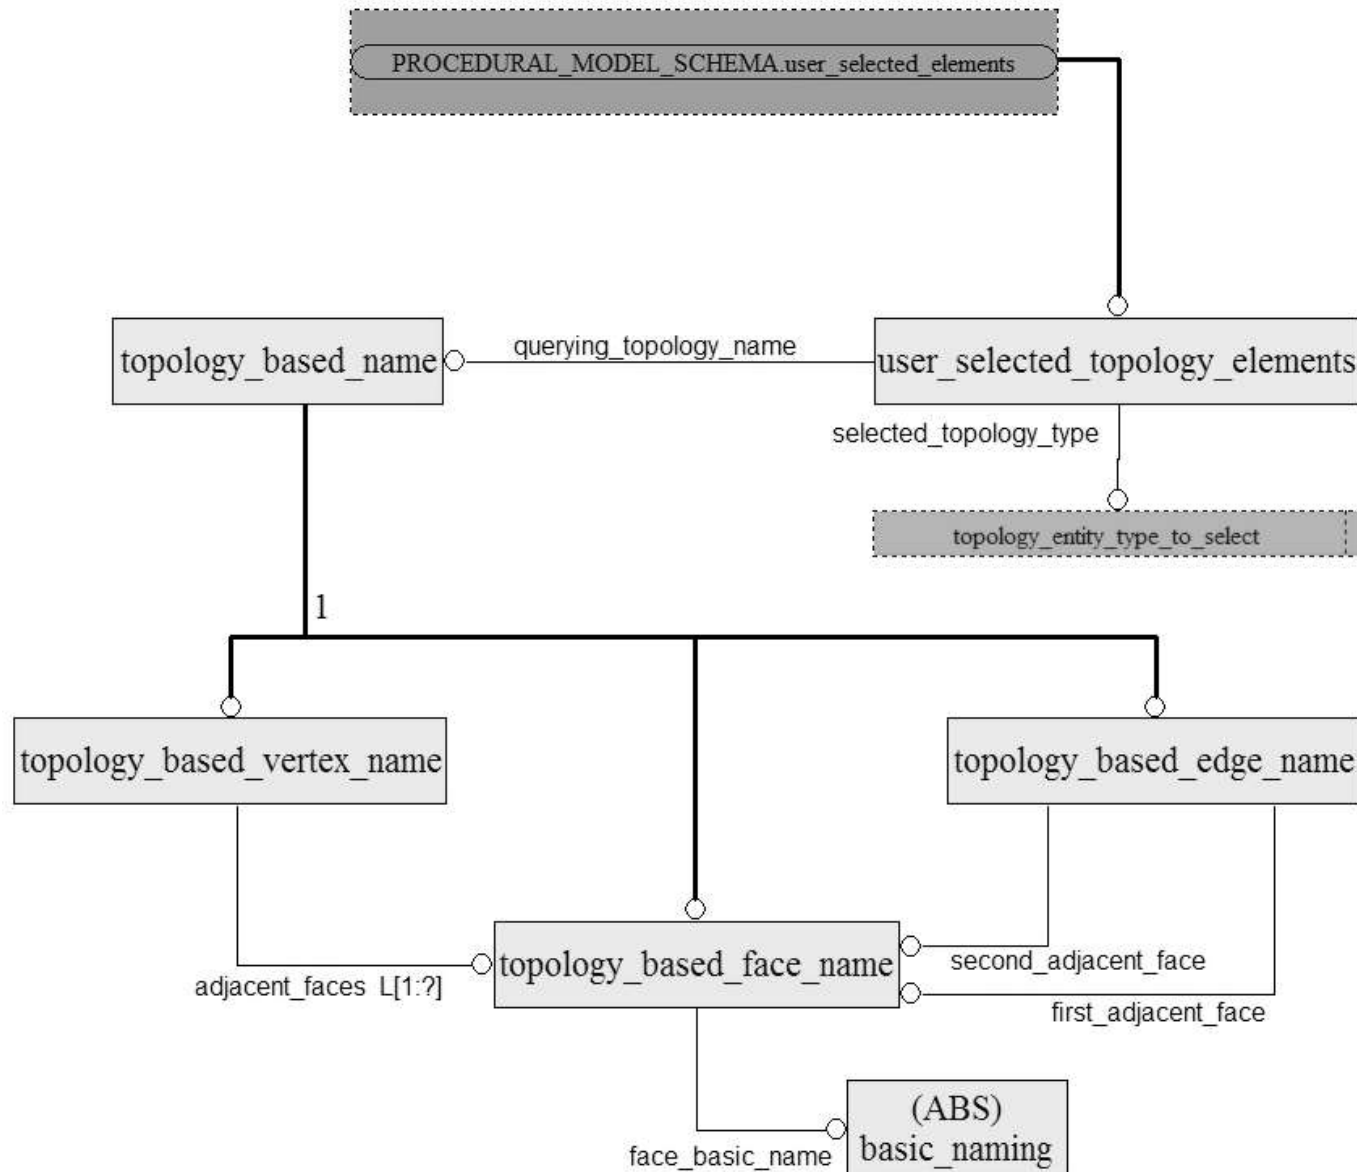 PROCEDURAL_MODEL_SCHEMA.user_selected_elements
querying_topology_name
topology_based_name
user_selected_topology_elements
selected_topology_type
topology_entity_type_to_select
1
topology_based_vertex_name
topology_based_edge_name
topology_based_face_name
second_adjacent_face
adjacent_faces L[1:?]
first_adjacent_face
(ABS)
face_basic_name
basic_naming